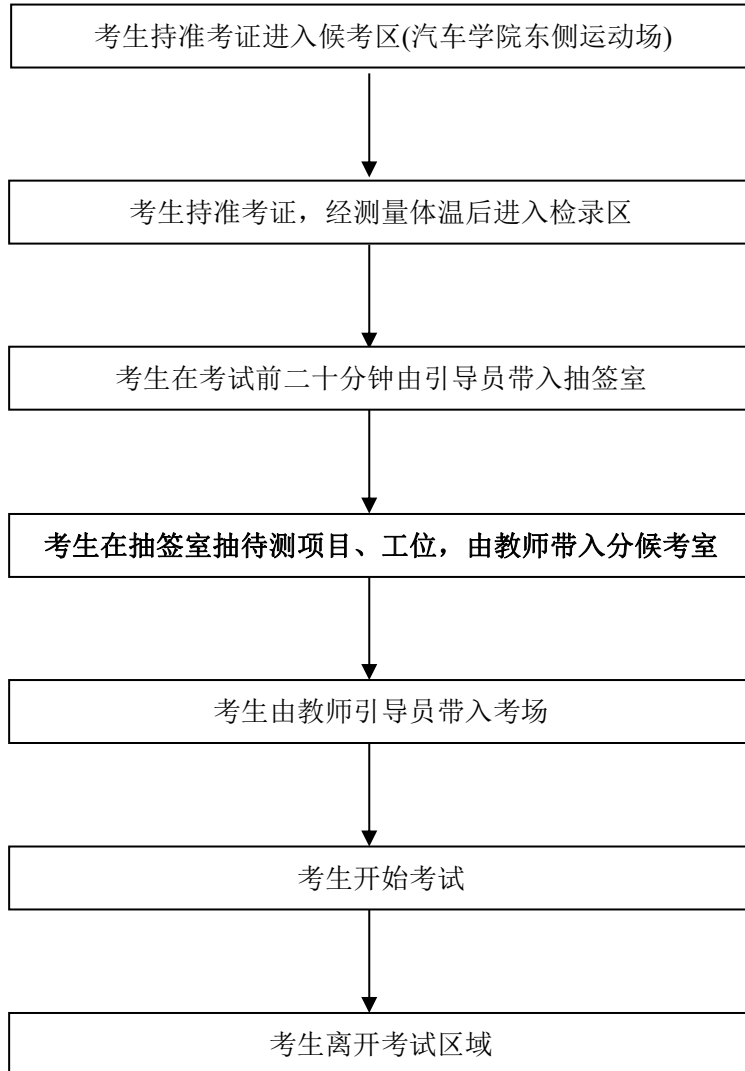 考生持准考证进入候考区(汽车学院东侧运动场)
考生持准考证，经测量体温后进入检录区
考生在考试前二十分钟由引导员带入抽签室
考生在抽签室抽待测项目、工位，由教师带入分候考室
考生由教师引导员带入考场
考生开始考试
考生离开考试区域